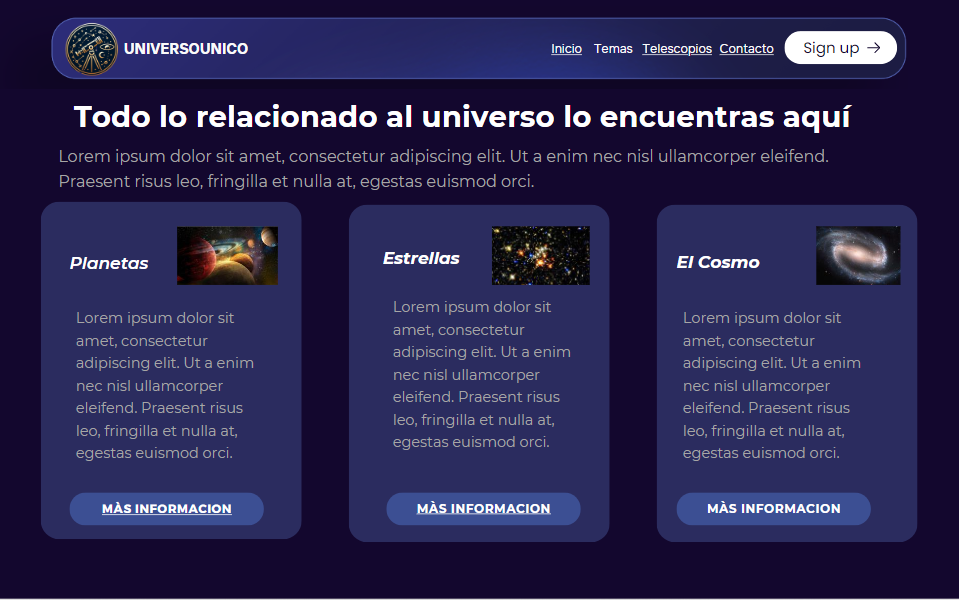 UNIVERSOUNICO
Inicio Temas Telescopios Contacto Sign up →
Todo lo relacionado al universo lo encuentras aquí
Lorem ipsum dolor sit amet, consectetur adipiscing elit. Ut a enim nec nisl ullamcorper eleifend.
Praesent risus leo, fringilla et nulla at, egestas euismod orci.
Planetas
Lorem ipsum dolor sit
amet, consectetur
adipiscing elit. Ut a enim
nec nisl ullamcorper
eleifend. Praesent risus
leo, fringilla et nulla at,
egestas euismod orci.
MÀS INFORMACION
Estrellas
Lorem ipsum dolor sit
amet, consectetur
adipiscing elit. Ut a enim
nec nisl ullamcorper
eleifend. Praesent risus
leo, fringilla et nulla at,
egestas euismod orci.
MÀS INFORMACION
El Cosmo
Lorem ipsum dolor sit
amet, consectetur
adipiscing elit. Ut a enim
nec nisl ullamcorper
eleifend. Praesent risus
leo, fringilla et nulla at,
egestas euismod orci.
MÀS INFORMACION